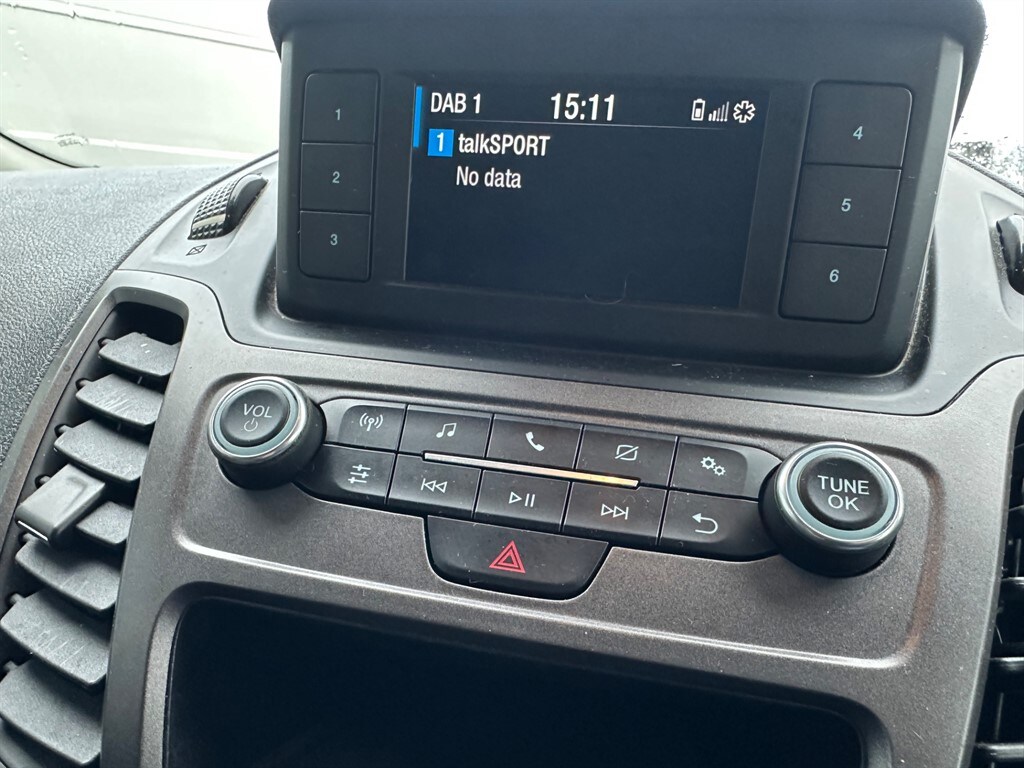 DAB 1 15:11
1 talkSPORT
No data
1
2
3
4
5
6
VOL
TUNE
OK